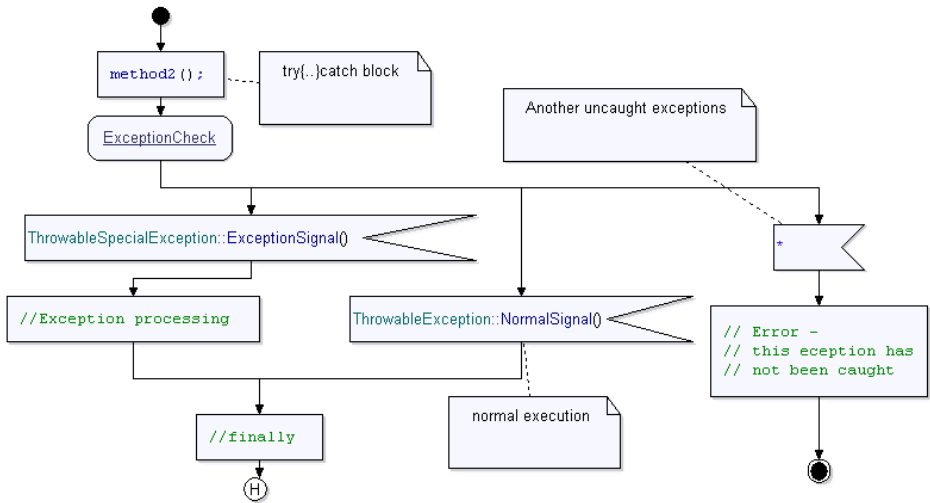 method2();
try{..}catch block
Another uncaught exceptions
ExceptionCheck
ThrowableSpecialException::ExceptionSignal()
*
//Exception processing
ThrowableException::NormalSignal()
// Error -
// this eception has
// not been caught
normal execution
//finally
H